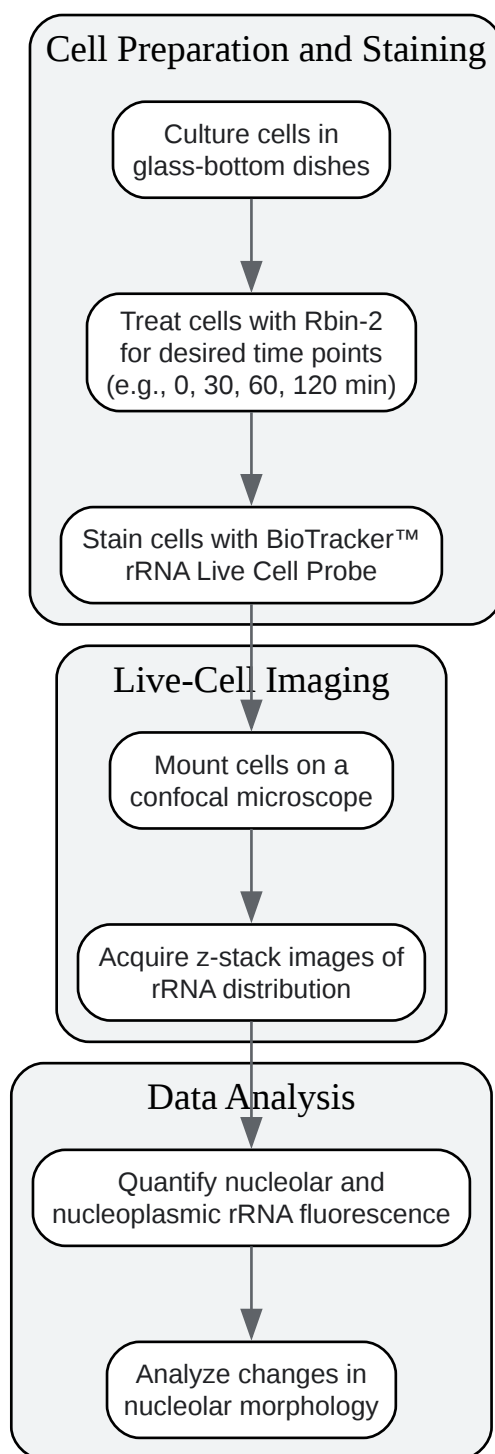 Cell Preparation and Staining
Culture cells in
glass-bottom dishes
Treat cells with Rbin-2
for desired time points
(e.g., 0, 30, 60, 120 min)
Stain cells with BioTracker™
rRNA Live Cell Probe
Live-Cell Imaging
Mount cells on a
confocal microscope
Acquire z-stack images of
rRNA distribution
Data Analysis
Quantify nucleolar and
nucleoplasmic rRNA fluorescence
Analyze changes in
nucleolar morphology